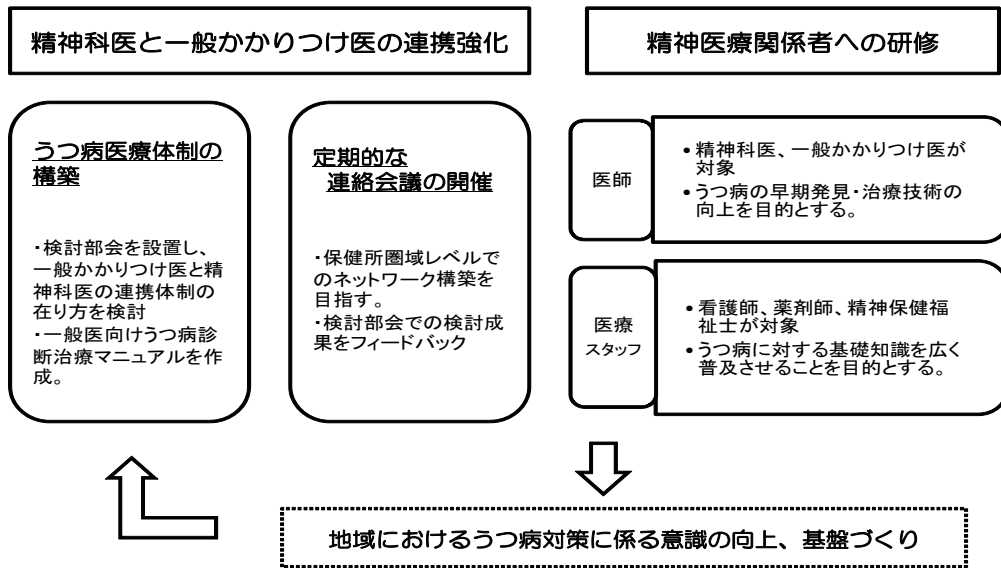 精神科医と一般かかりつけ医の連携強化
うつ病医療体制の
構築
・検討部会を設置し、
一般かかりつけ医と精
神科医の連携体制の
在り方を検討
・一般医向けうつ病診
断治療マニュアルを作
成。
定期的な
連絡会議の開催
・保健所圏域レベルで
のネットワーク構築を
目指す。
・検討部会での検討成
果をフィードバック
精神医療関係者への研修
医師
•精神科医、一般かかりつけ医が
対象
•うつ病の早期発見・治療技術の
向上を目的とする。
医療
スタッフ
•看護師、薬剤師、精神保健福
祉士が対象
•うつ病に対する基礎知識を広く
普及させることを目的とする。
地域におけるうつ病対策に係る意識の向上、基盤づくり